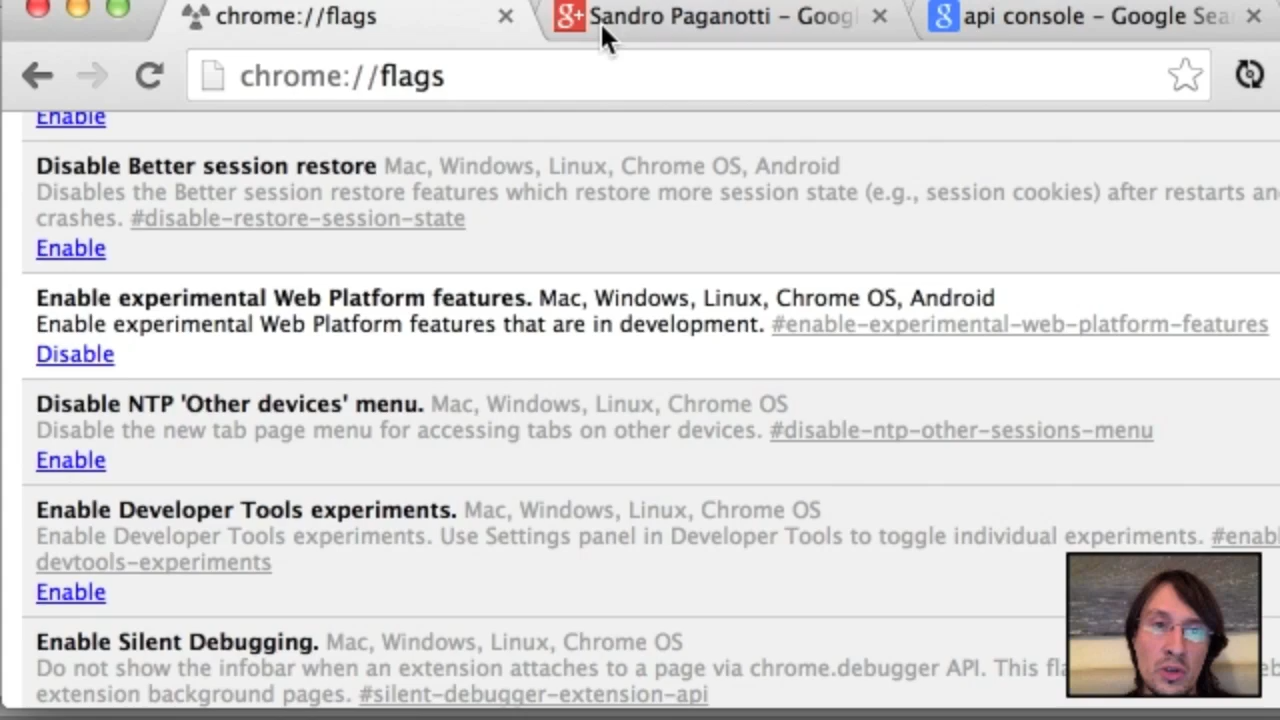 chrome://flags
Sandro Paganotti – Googl
api console – Google Sea
chrome://flags
Enable
Disable Better session restore Mac, Windows, Linux, Chrome OS, Android
Disables the Better session restore features which restore more session state (e.g., session cookies) after restarts an
crashes. #disable-restore-session-state
Enable
Enable experimental Web Platform features. Mac, Windows, Linux, Chrome OS, Android
Enable experimental Web Platform features that are in development. #enable-experimental-web-platform-features
Disable
Disable NTP 'Other devices' menu. Mac, Windows, Linux, Chrome OS
Disable the new tab page menu for accessing tabs on other devices. #disable-ntp-other-sessions-menu
Enable
Enable Developer Tools experiments. Mac, Windows, Linux, Chrome OS
Enable Developer Tools experiments. Use Settings panel in Developer Tools to toggle individual experiments. #enab
devtools-experiments
Enable
Enable Silent Debugging. Mac, Windows, Linux, Chrome OS
Do not show the infobar when an extension attaches to a page via chrome.debugger API. This fla
extension background pages. #silent-debugger-extension-api